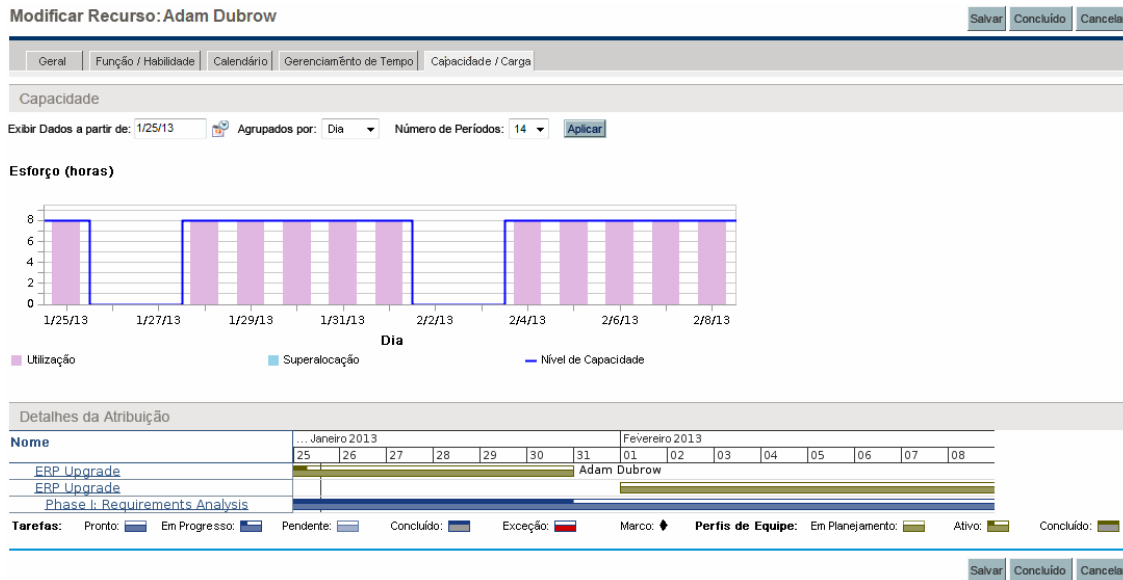 Modificar Recurso: Adam Dubrow
Salvar Concluído Cancela
Geral Função / Habilidade Calendário Gerenciamento de Tempo Capacidade / Carga
Capacidade
Exibir Dados a partir de: 1/25/13 Agrupados por: Dia Número de Períodos: 14 Aplicar
Esforço (horas)
8
6
4
2
0
1/25/13 1/27/13 1/29/13 1/31/13 2/2/13 2/4/13 2/6/13 2/8/13
Dia
Utilização Superalocação Nível de Capacidade
Detalhes da Atribuição
Nome ... Janeiro 2013 Fevereiro 2013
25 26 27 28 29 30 31 01 02 03 04 05 06 07 08
ERP Upgrade Adam Dubrow
ERP Upgrade
Phase I: Requirements Analysis
Tarefas: Pronto: Em Progresso: Pendente: Concluído: Exceção: Marco: Perfis de Equipe: Em Planejamento: Ativo: Concluído:
Salvar Concluído Cancela